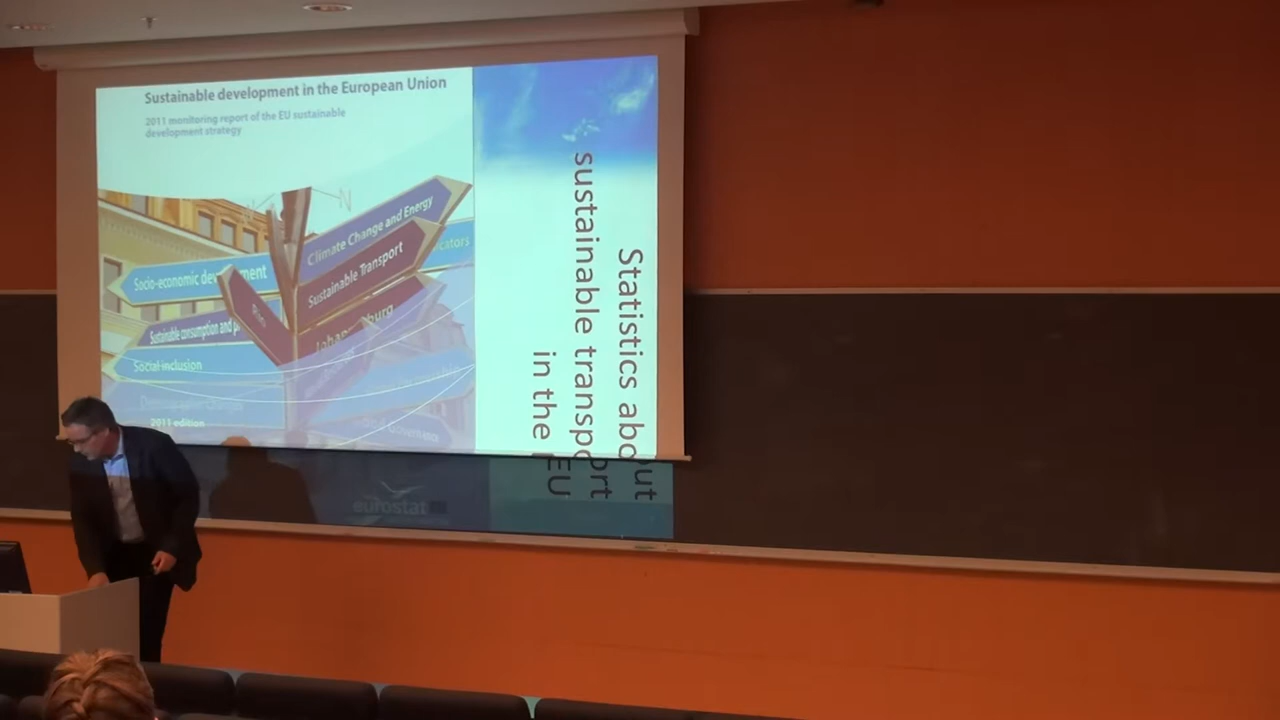 Sustainable development in the European Union
2011 monitoring report of the EU sustainable
development strategy
N
Climate Change and Energy
Sustainable Transport
Socio-economic development
Sustainable consumption and
Social inclusion
2011 edition
eurostat
Statistics about
sustainable transport
in the EU